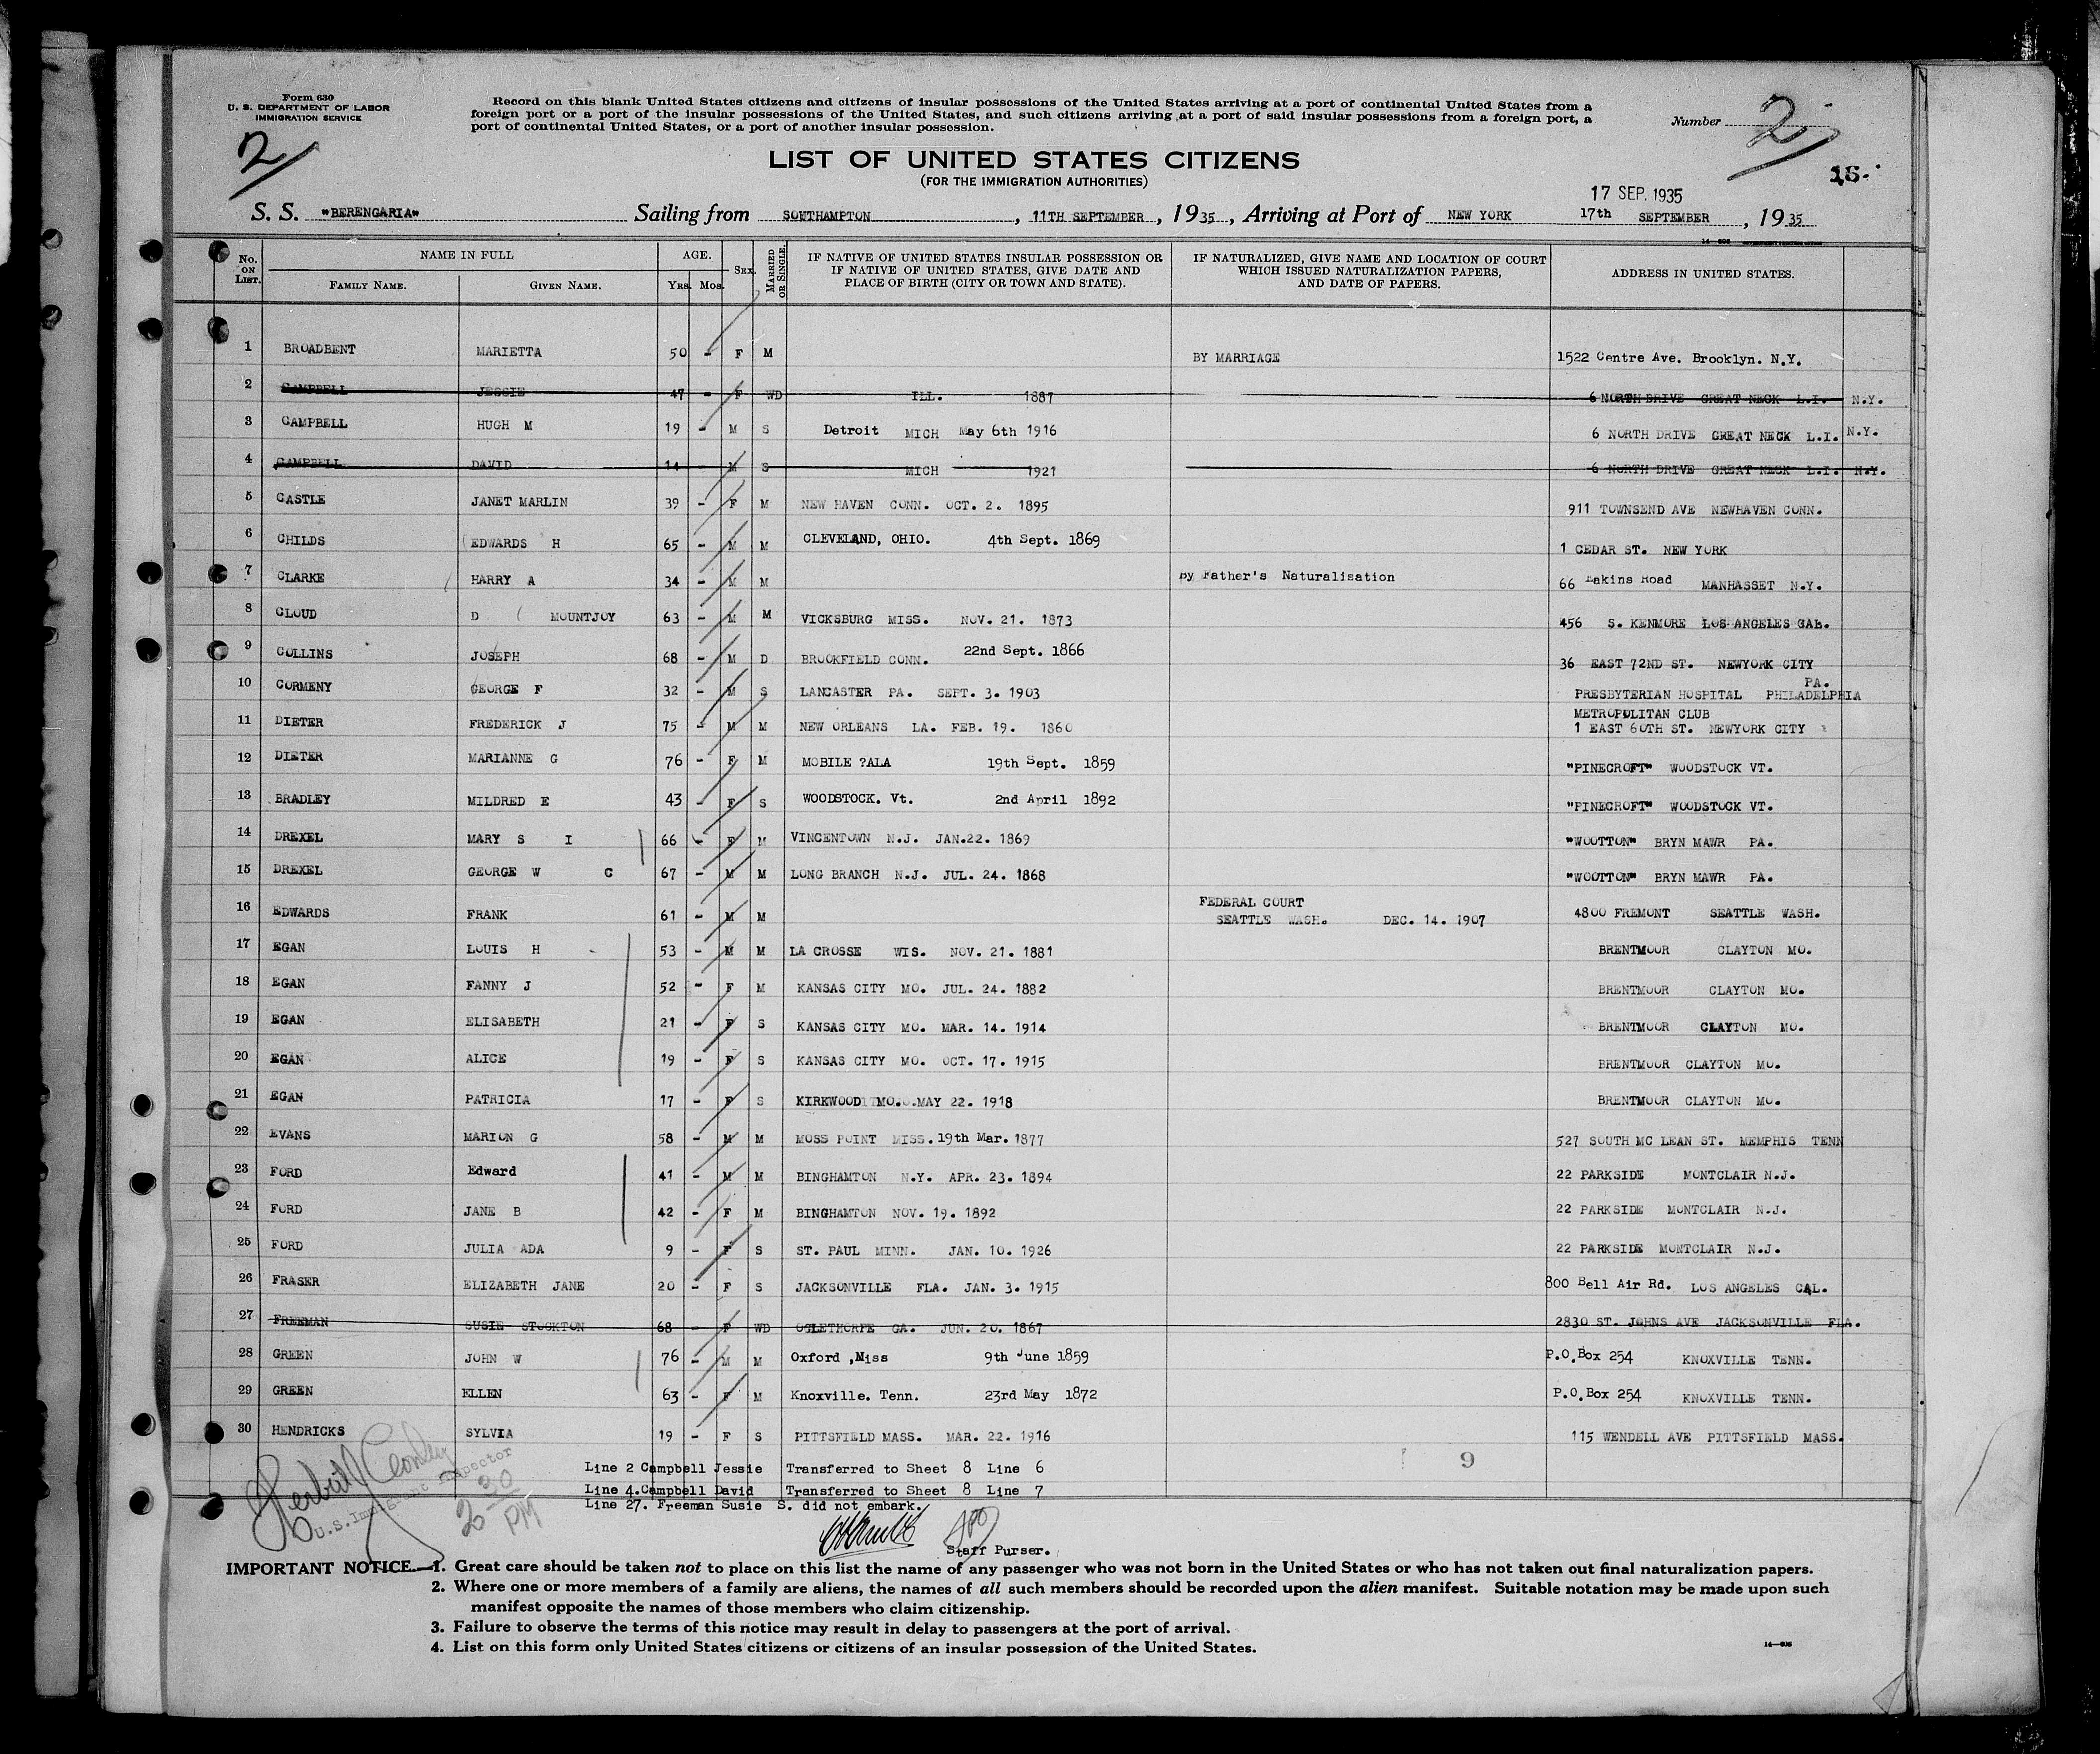 Form 630
U. S. DEPARTMENT OF LABOR
IMMIGRATION SERVICE
2
Record on this blank United States citizens and citizens of insular possessions of the United States arriving at a port of continental United States from a
foreign port or a port of the insular possessions of the United States, and such citizens arriving at a port of said insular possessions from a foreign port, a
port of continental United States, or a port of another insular possession.
Number 2
LIST OF UNITED STATES CITIZENS
(FOR THE IMMIGRATION AUTHORITIES)
17 SEP. 1935
S. S. "BERENGARIA" Sailing from SOUTHAMPTON, 11TH SEPTEMBER, 1935, Arriving at Port of NEW YORK 17th SEPTEMBER, 1935
No. ON LIST. NAME IN FULL FAMILY NAME. GIVEN NAME. AGE. Yrs. Mos. SEX. MARRIED OR SINGLE. IF NATIVE OF UNITED STATES INSULAR POSSESSION OR IF NATIVE OF UNITED STATES, GIVE DATE AND PLACE OF BIRTH (CITY OR TOWN AND STATE). IF NATURALIZED, GIVE NAME AND LOCATION OF COURT WHICH ISSUED NATURALIZATION PAPERS, AND DATE OF PAPERS. ADDRESS IN UNITED STATES.
1 BROADBENT MARIETTA 50 - F M BY MARRIAGE 1522 Centre Ave. Brooklyn. N.Y.
2 CAMPBELL JESSIE 47 - F WD ILL. 1887 6 NORTH DRIVE GREAT NECK L.I. N.Y.
3 CAMPBELL HUGH M 19 - M S Detroit MICH May 6th 1916 6 NORTH DRIVE GREAT NECK L.I. N.Y.
4 CAMPBELL DAVID 14 - M S MICH 1921 6 NORTH DRIVE GREAT NECK L.I. N.Y.
5 CASTLE JANET MARLIN 39 - F M NEW HAVEN CONN. OCT. 2. 1895 911 TOWNSEND AVE NEWHAVEN CONN.
6 CHILDS EDWARDS H 65 - M M CLEVELAND, OHIO. 4th Sept. 1869 1 CEDAR ST. NEW YORK
7 CLARKE HARRY A 34 - M M By Father's Naturalisation 66 Eakins Road MANHASSET N.Y.
8 CLOUD D MOUNTJOY 63 - M M VICKSBURG MISS. NOV. 21. 1873 456 S. KENMORE LOS ANGELES CAL.
9 COLLINS JOSEPH 68 - M D BROOKFIELD CONN. 22nd Sept. 1866 36 EAST 72ND ST. NEWYORK CITY
10 CORMENY GEORGE F 32 - M S LANCASTER PA. SEPT. 3. 1903 PRESBYTERIAN HOSPITAL PHILADELPHIA PA.
11 DIETER FREDERICK J 75 - M M NEW ORLEANS LA. FEB. 19. 1860 METROPOLITAN CLUB
1 EAST 60TH ST. NEWYORK CITY
12 DIETER MARIANNE G 76 - F M MOBILE ?ALA 19th Sept. 1859 "PINECROFT" WOODSTOCK VT.
13 BRADLEY MILDRED E 43 - F S WOODSTOCK. Vt. 2nd April 1892 "PINECROFT" WOODSTOCK VT.
14 DREXEL MARY S I 66 - F M VINCENTOWN N.J. JAN.22. 1869 "WOOTTON" BRYN MAWR PA.
15 DREXEL GEORGE W C 67 - M M LONG BRANCH N.J. JUL. 24. 1868 "WOOTTON" BRYN MAWR PA.
16 EDWARDS FRANK 61 - M M FEDERAL COURT
SEATTLE WASH. DEC. 14. 1907 4800 FREMONT SEATTLE WASH.
17 EGAN LOUIS H 53 - M M LA CROSSE WIS. NOV. 21. 1881 BRENTMOOR CLAYTON MO.
18 EGAN FANNY J 52 - F M KANSAS CITY MO. JUL. 24. 1882 BRENTMOOR CLAYTON MO.
19 EGAN ELISABETH 21 - F S KANSAS CITY MO. MAR. 14. 1914 BRENTMOOR CLAYTON MO.
20 EGAN ALICE 19 - F S KANSAS CITY MO. OCT. 17. 1915 BRENTMOOR CLAYTON MO.
21 EGAN PATRICIA 17 - F S KIRKWOOD MO. MAY 22. 1918 BRENTMOOR CLAYTON MO.
22 EVANS MARION G 58 - M M MOSS POINT MISS. 19th Mar. 1877 527 SOUTH MC LEAN ST. MEMPHIS TENN
23 FORD Edward 41 - M M BINGHAMTON N.Y. APR. 23. 1894 22 PARKSIDE MONTCLAIR N.J.
24 FORD JANE B 42 - F M BINGHAMTON NOV. 19. 1892 22 PARKSIDE MONTCLAIR N.J.
25 FORD JULIA ADA 9 - F S ST. PAUL MINN. JAN. 10. 1926 22 PARKSIDE MONTCLAIR N.J.
26 FRASER ELIZABETH JANE 20 - F S JACKSONVILLE FLA. JAN. 3. 1915 800 Bell Air Rd. LOS ANGELES CAL.
27 FREEMAN SUSIE STOCKTON 68 - F WD OGLETHORPE GA. JUN. 20. 1867 2830 ST. JOHNS AVE JACKSONVILLE FLA.
28 GREEN JOHN W 76 - M M Oxford ,Miss 9th June 1859 P.O.Box 254 KNOXVILLE TENN.
29 GREEN ELLEN 63 - F M Knoxville. Tenn. 23rd May 1872 P.O.Box 254 KNOXVILLE TENN.
30 HENDRICKS SYLVIA 19 - F S PITTSFIELD MASS. MAR. 22. 1916 115 WENDELL AVE PITTSFIELD MASS.
9
Line 2 Campbell Jessie Transferred to Sheet 8 Line 6
Line 4.Campbell David Transferred to Sheet 8 Line 7
Line 27. Freeman Susie S. did not embark.
U.S. Immigrant Inspector
2 30 PM
Staff Purser.
IMPORTANT NOTICE.—1. Great care should be taken not to place on this list the name of any passenger who was not born in the United States or who has not taken out final naturalization papers.
2. Where one or more members of a family are aliens, the names of all such members should be recorded upon the alien manifest. Suitable notation may be made upon such
manifest opposite the names of those members who claim citizenship.
3. Failure to observe the terms of this notice may result in delay to passengers at the port of arrival.
4. List on this form only United States citizens or citizens of an insular possession of the United States.